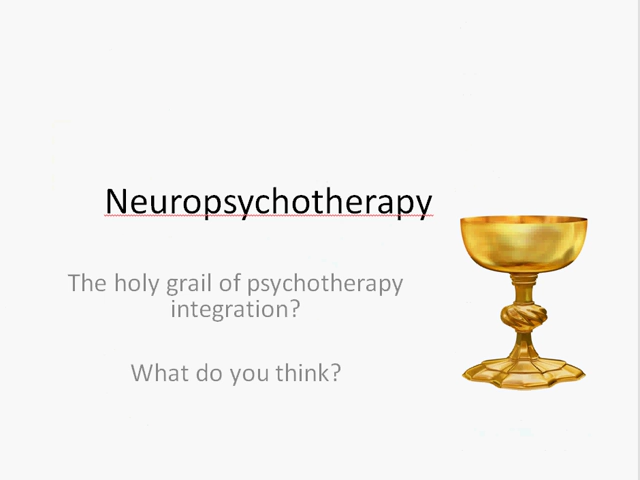 Neuropsychotherapy
The holy grail of psychotherapy
integration?
What do you think?